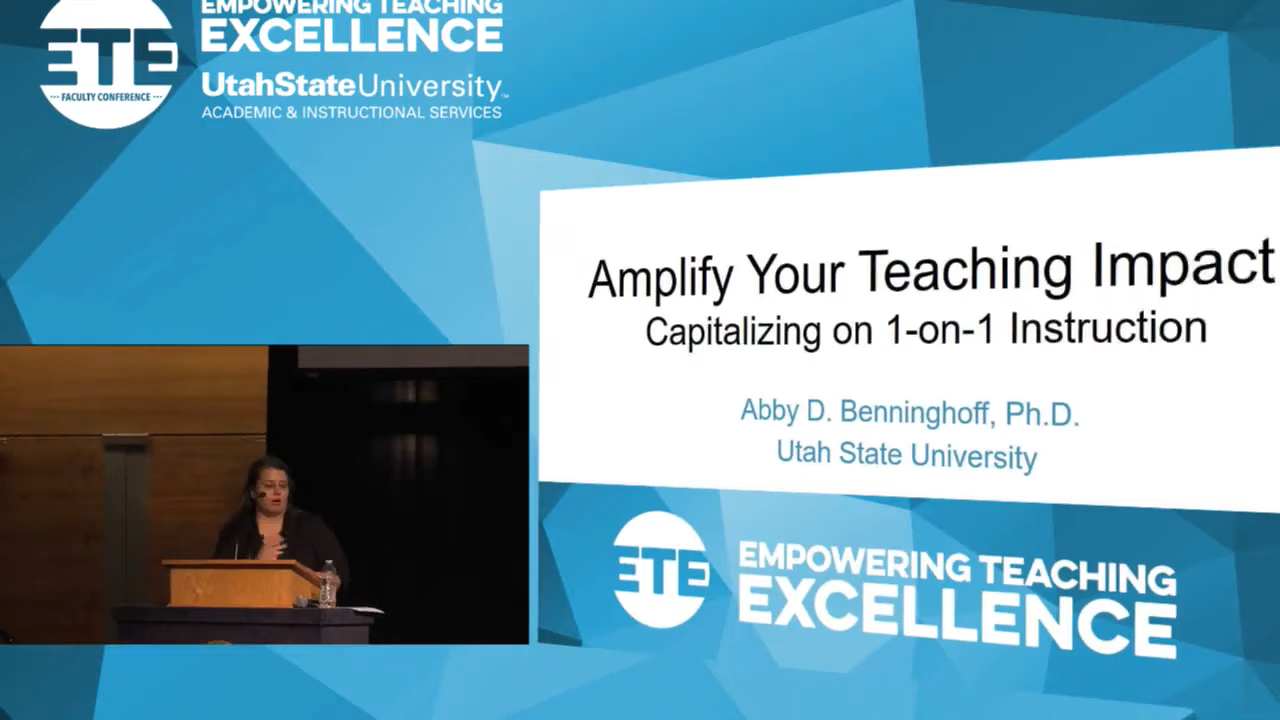 EMPOWERING TEACHING
EXCELLENCE
ETE
FACULTY CONFERENCE
UtahStateUniversity™
ACADEMIC & INSTRUCTIONAL SERVICES
Amplify Your Teaching Impact
Capitalizing on 1-on-1 Instruction
Abby D. Benninghoff, Ph.D.
Utah State University
ETE
EMPOWERING TEACHING
EXCELLENCE